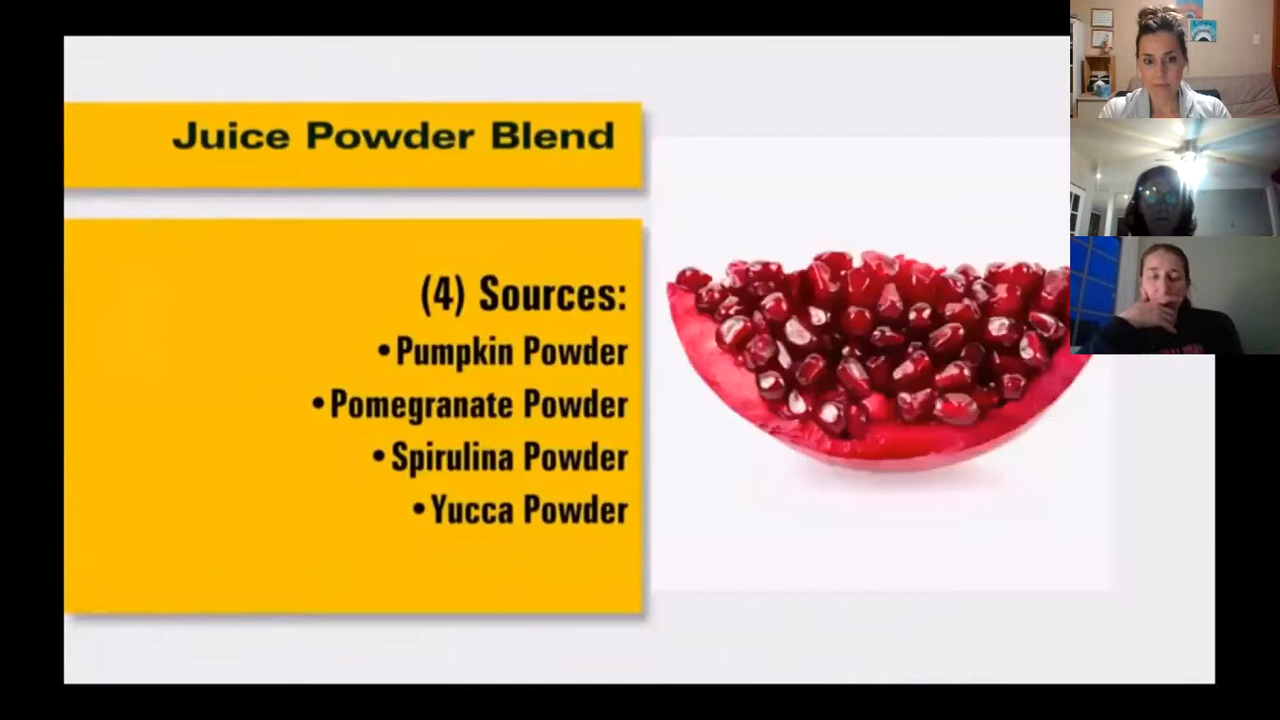 Juice Powder Blend
(4) Sources:
•Pumpkin Powder
•Pomegranate Powder
•Spirulina Powder
•Yucca Powder